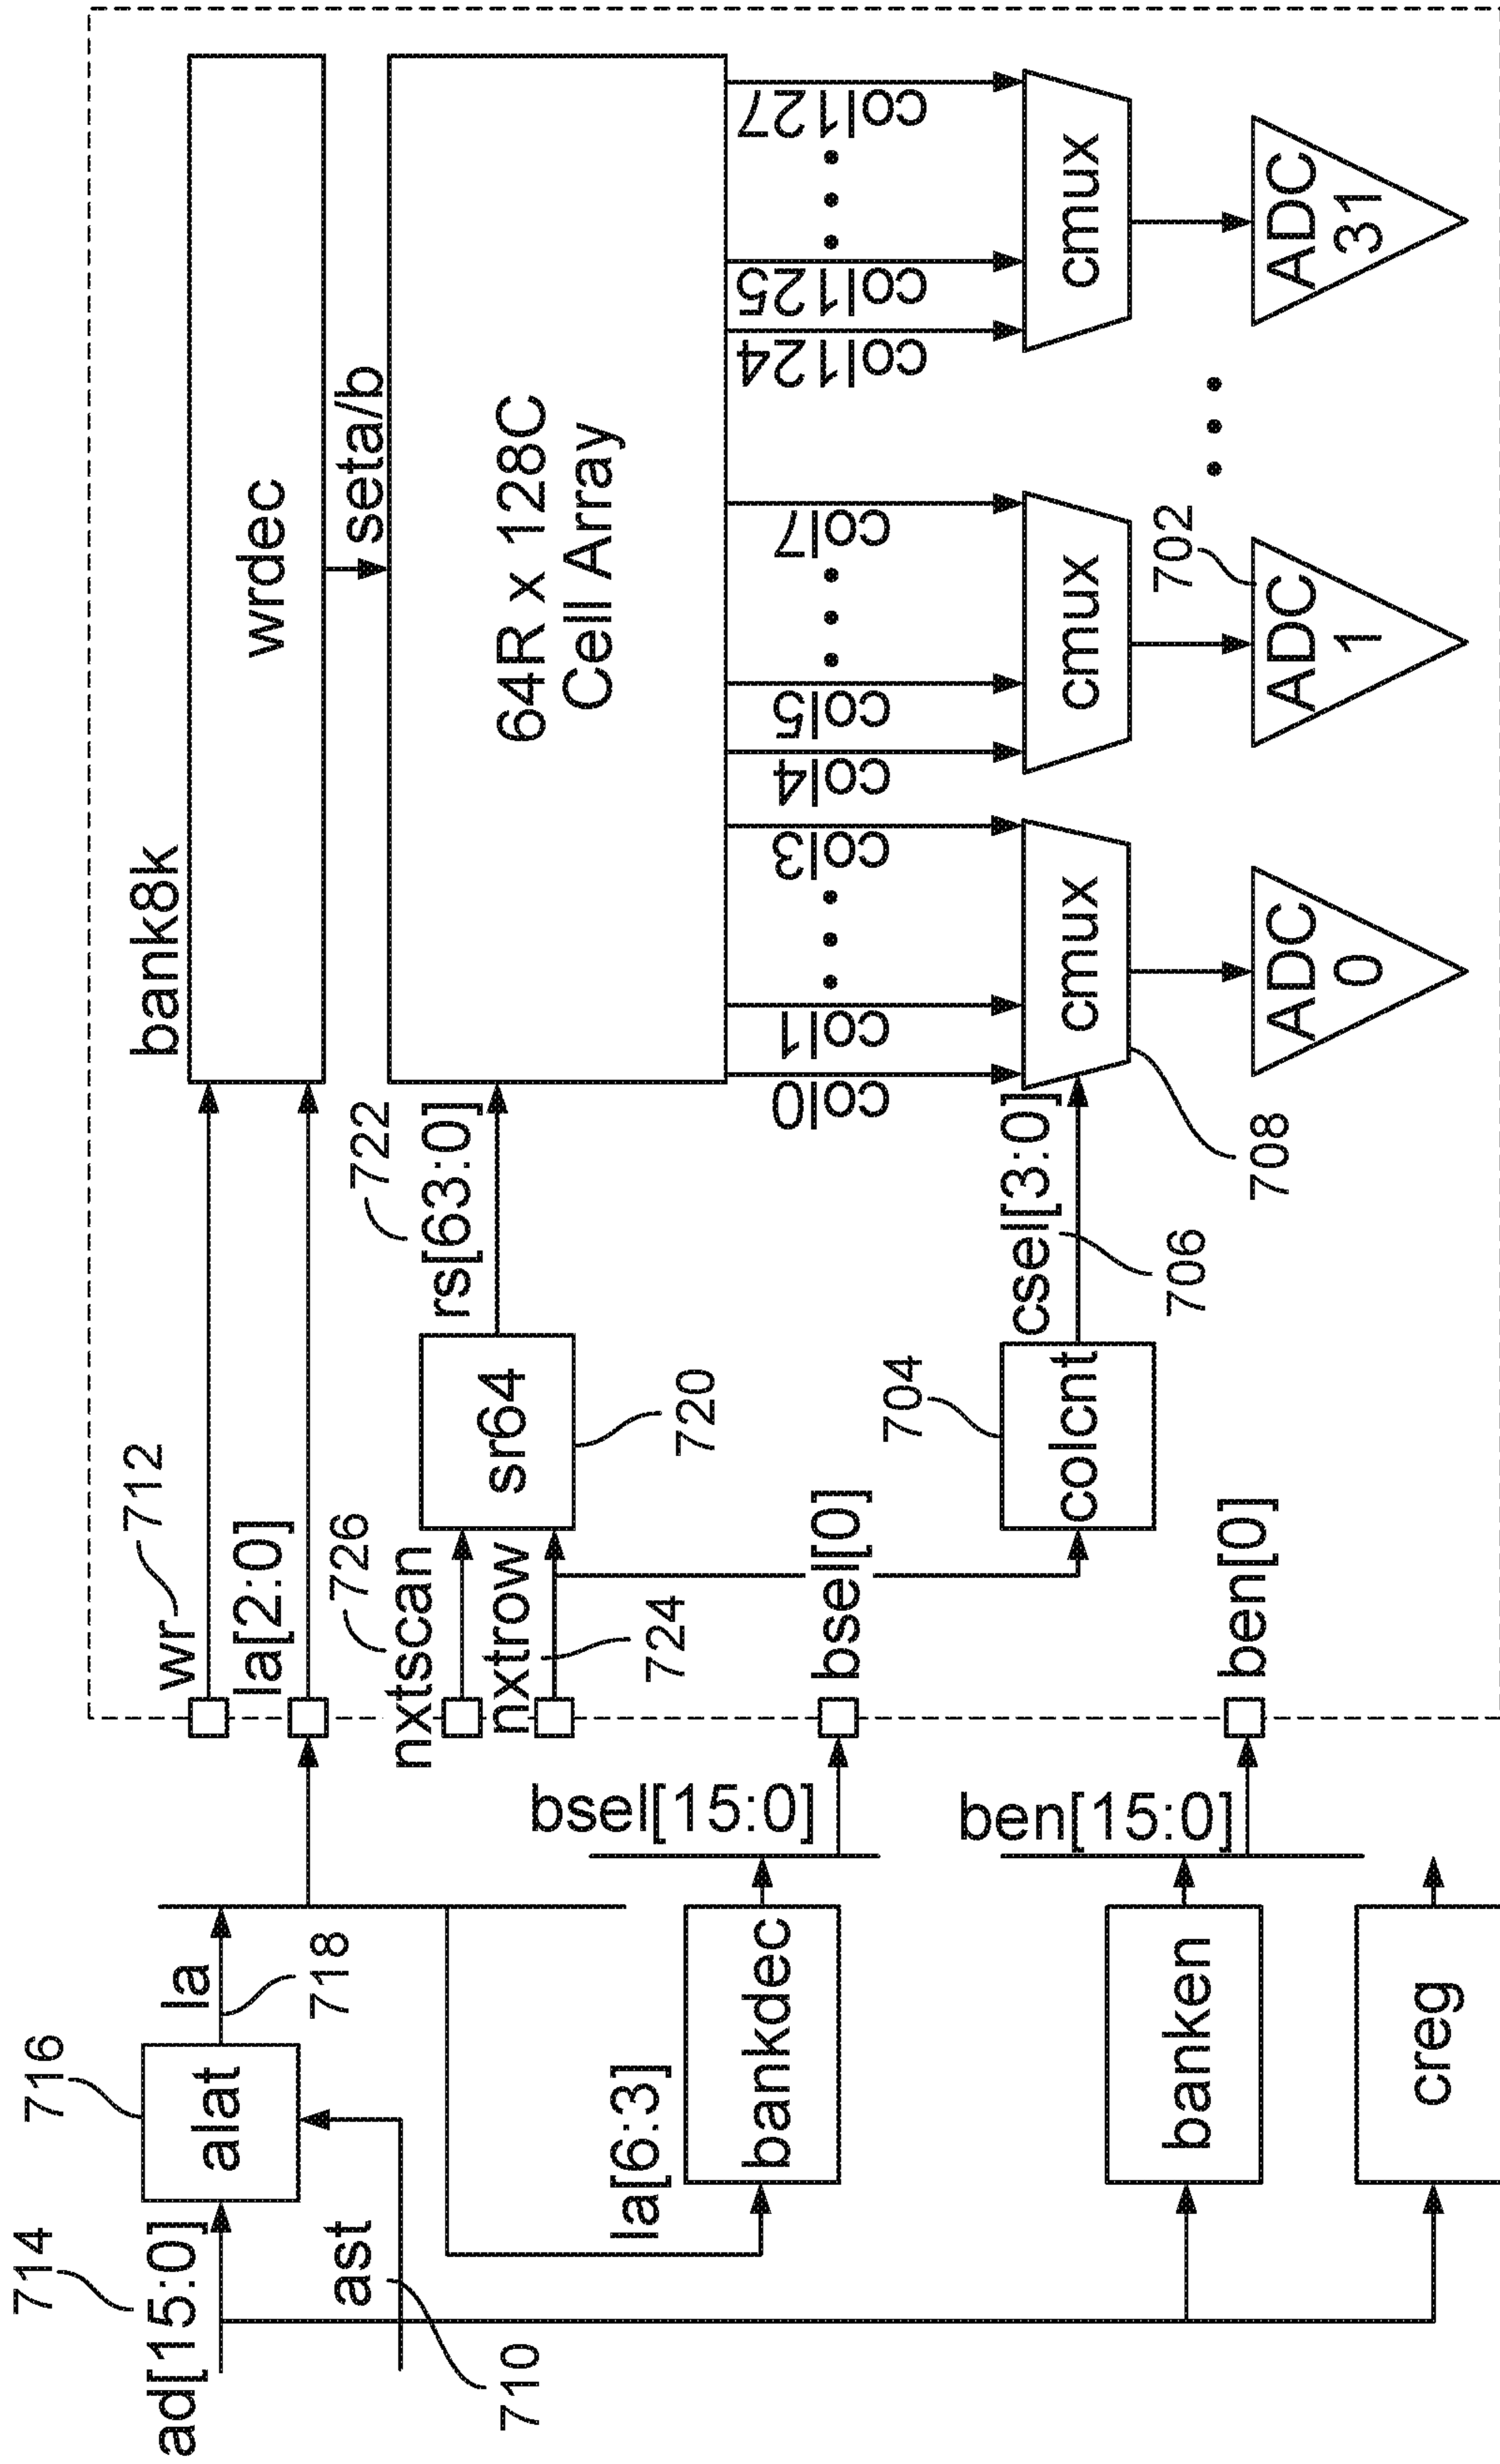 bank8k
wr
712
la[2:0]
wrdec
seta/b
64R x 128C
Cell Array
722
rs[63:0]
726
nxtscan
nxtrow
724
sr64
720
bsel[0]
704
colcnt
csel[3:0]
706
708
ben[0]
col0
col1
col3
col4
col5
col7
col124
col125
col127
cmux
cmux
cmux
ADC
0
ADC
1
702
ADC
31
714
ad[15:0]
716
alat
la
718
ast
710
la[6:3]
bankdec
bsel[15:0]
banken
ben[15:0]
creg